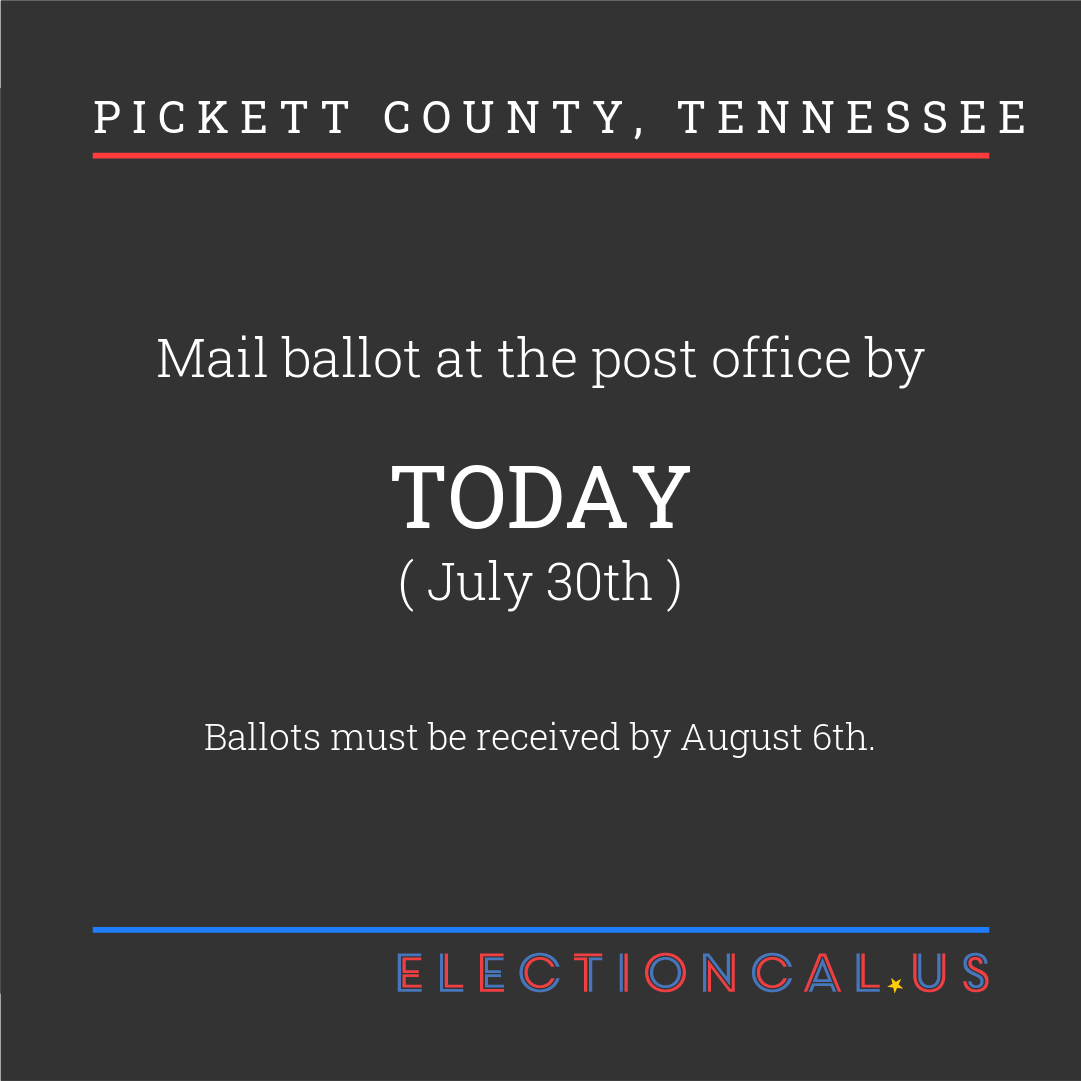 PICKETT COUNTY, TENNESSEE
Mail ballot at the post office by
TODAY
( July 30th )
Ballots must be received by August 6th.
ELECTIONCAL.US